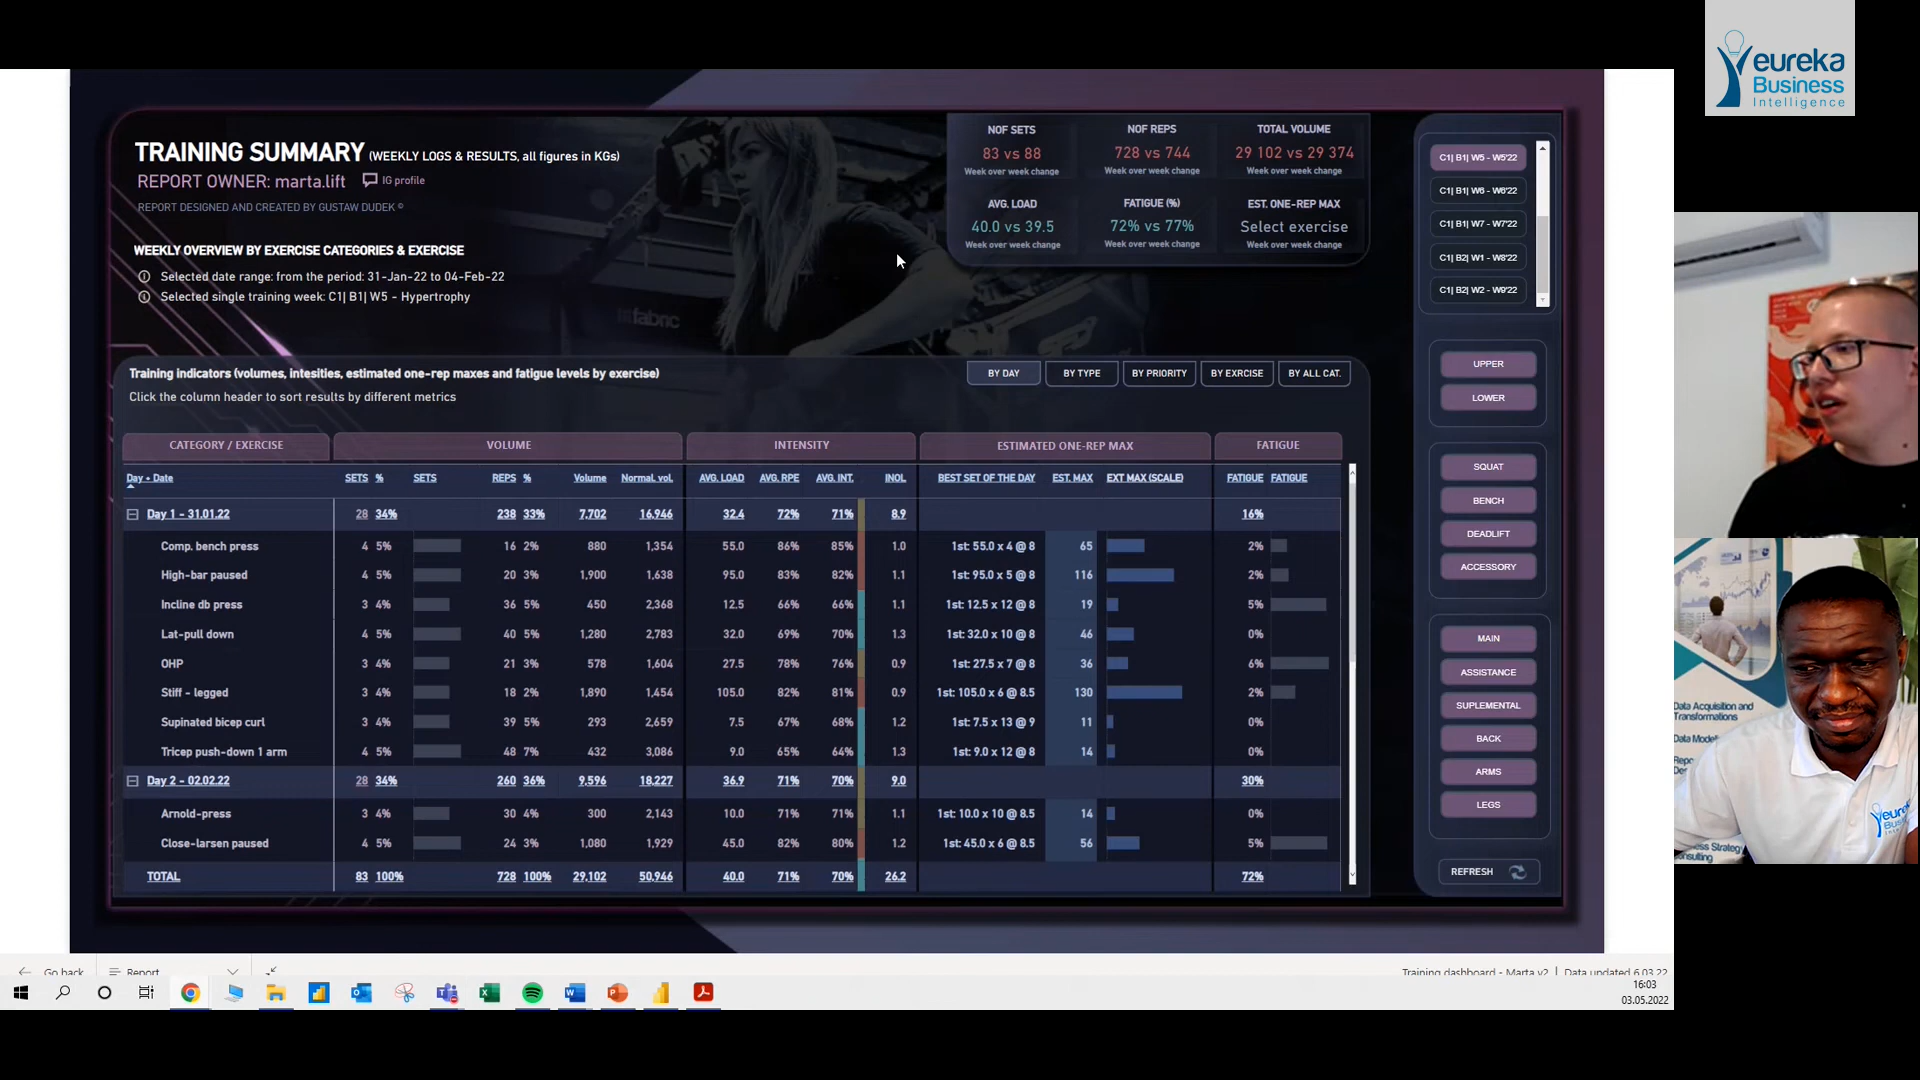 eureka
Business
Intelligence
TRAINING SUMMARY (WEEKLY LOGS & RESULTS, all figures in KGs)
REPORT OWNER: marta.lift IG profile
REPORT DESIGNED AND CREATED BY GUSTAW DUDEK ©
WEEKLY OVERVIEW BY EXERCISE CATEGORIES & EXERCISE
Selected date range: from the period: 31-Jan-22 to 04-Feb-22
Selected single training week: C1| B1| W5 - Hypertrophy
NOF SETS NOF REPS TOTAL VOLUME
83 vs 88 728 vs 744 29 102 vs 29 374
Week over week change Week over week change Week over week change
AVG. LOAD FATIGUE (%) EST. ONE-REP MAX
40.0 vs 39.5 72% vs 77% Select exercise
Week over week change Week over week change Week over week change
C1| B1| W5 - W5'22
C1| B1| W6 - W6'22
C1| B1| W7 - W7'22
C1| B2| W1 - W8'22
C1| B2| W2 - W9'22
Training indicators (volumes, intesities, estimated one-rep maxes and fatigue levels by exercise)
Click the column header to sort results by different metrics
BY DAY BY TYPE BY PRIORITY BY EXRCISE BY ALL CAT.
CATEGORY / EXERCISE VOLUME INTENSITY ESTIMATED ONE-REP MAX FATIGUE
Day • Date SETS % SETS REPS % Volume Normal. vol. AVG. LOAD AVG. RPE AVG. INT. INOL BEST SET OF THE DAY EST. MAX EXT MAX (SCALE) FATIGUE FATIGUE
Day 1 - 31.01.22 28 34% 238 33% 7,702 16,946 32.4 72% 71% 8.9 16%
Comp. bench press 4 5% 16 2% 880 1,354 55.0 86% 85% 1.0 1st: 55.0 x 4 @ 8 65 2%
High-bar paused 4 5% 20 3% 1,900 1,638 95.0 83% 82% 1.1 1st: 95.0 x 5 @ 8 116 2%
Incline db press 3 4% 36 5% 450 2,368 12.5 66% 66% 1.1 1st: 12.5 x 12 @ 8 19 5%
Lat-pull down 4 5% 40 5% 1,280 2,783 32.0 69% 70% 1.3 1st: 32.0 x 10 @ 8 46 0%
OHP 3 4% 21 3% 578 1,604 27.5 78% 76% 0.9 1st: 27.5 x 7 @ 8 36 6%
Stiff - legged 3 4% 18 2% 1,890 1,454 105.0 82% 81% 0.9 1st: 105.0 x 6 @ 8.5 130 2%
Supinated bicep curl 3 4% 39 5% 293 2,659 7.5 67% 68% 1.2 1st: 7.5 x 13 @ 9 11 0%
Tricep push-down 1 arm 4 5% 48 7% 432 3,086 9.0 65% 64% 1.3 1st: 9.0 x 12 @ 8 14 0%
Day 2 - 02.02.22 28 34% 260 36% 9,596 18,227 36.9 71% 70% 9.0 30%
Arnold-press 3 4% 30 4% 300 2,143 10.0 71% 71% 1.1 1st: 10.0 x 10 @ 8.5 14 0%
Close-larsen paused 4 5% 24 3% 1,080 1,929 45.0 82% 80% 1.2 1st: 45.0 x 6 @ 8.5 56 5%
TOTAL 83 100% 728 100% 29,102 50,946 40.0 71% 70% 26.2 72%
UPPER
LOWER
SQUAT
BENCH
DEADLIFT
ACCESSORY
MAIN
ASSISTANCE
SUPLEMENTAL
BACK
ARMS
LEGS
REFRESH
Data Acquisition and
Transformations
Go back Report
Training dashboard - Marta v2 | Data updated 6.03.22
16:03
03.05.2022